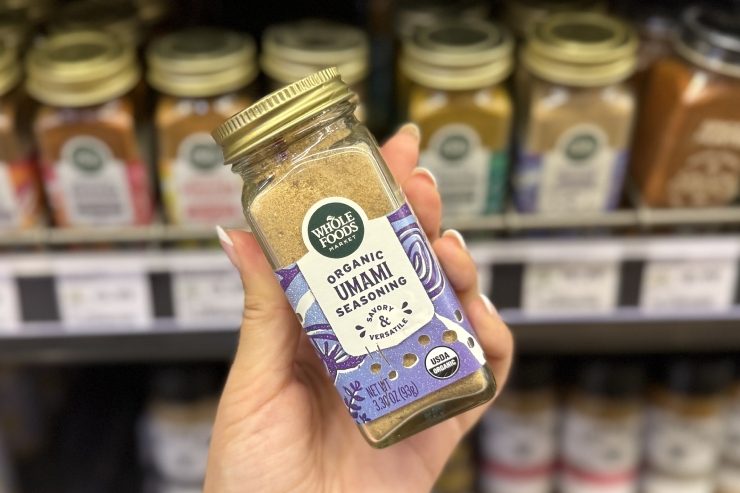 WHOLE
FOODS
MARKET
ORGANIC
UMAMI
SEASONING
SAVORY
&
VERSATILE
USDA
ORGANIC
NET WT
3.30 OZ (93g)